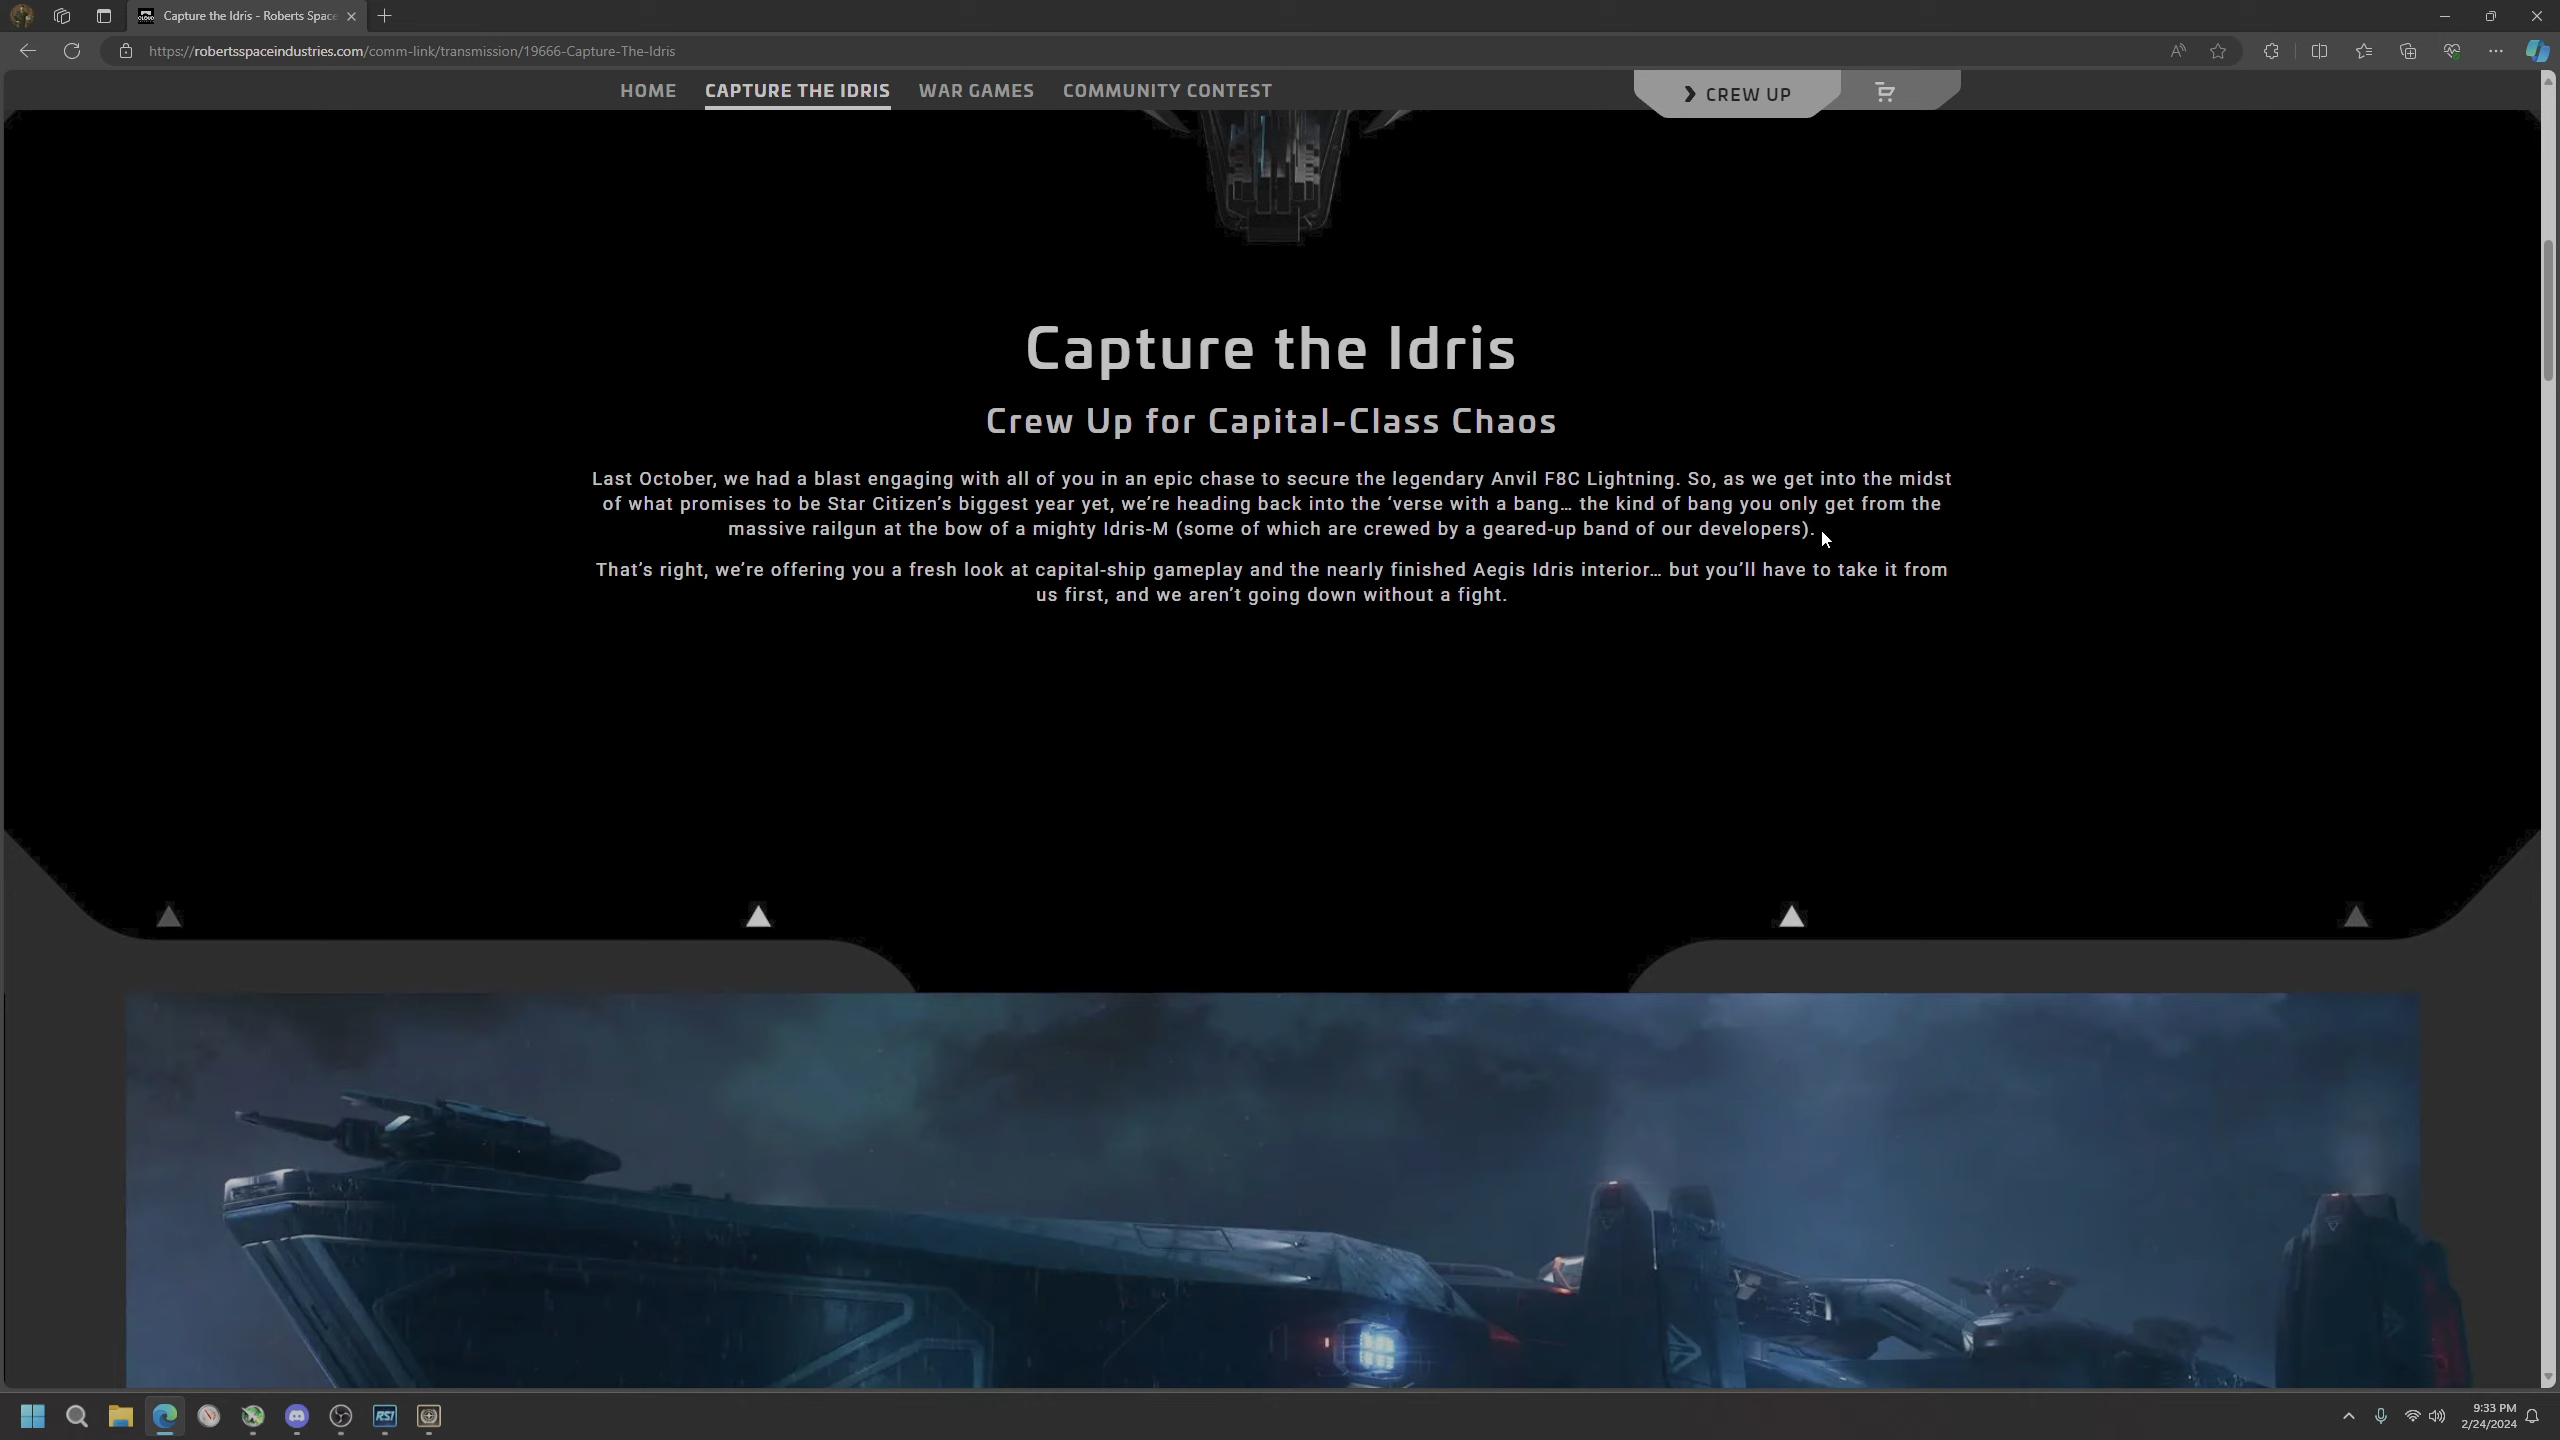 Capture the Idris - Roberts Space
https://robertsspaceindustries.com/comm-link/transmission/19666-Capture-The-Idris
HOME
CAPTURE THE IDRIS
WAR GAMES
COMMUNITY CONTEST
CREW UP
Capture the Idris
Crew Up for Capital-Class Chaos
Last October, we had a blast engaging with all of you in an epic chase to secure the legendary Anvil F8C Lightning. So, as we get into the midst
of what promises to be Star Citizen’s biggest year yet, we’re heading back into the ‘verse with a bang… the kind of bang you only get from the
massive railgun at the bow of a mighty Idris-M (some of which are crewed by a geared-up band of our developers).
That’s right, we’re offering you a fresh look at capital-ship gameplay and the nearly finished Aegis Idris interior… but you’ll have to take it from
us first, and we aren’t going down without a fight.
RSI
9:33 PM
2/24/2024